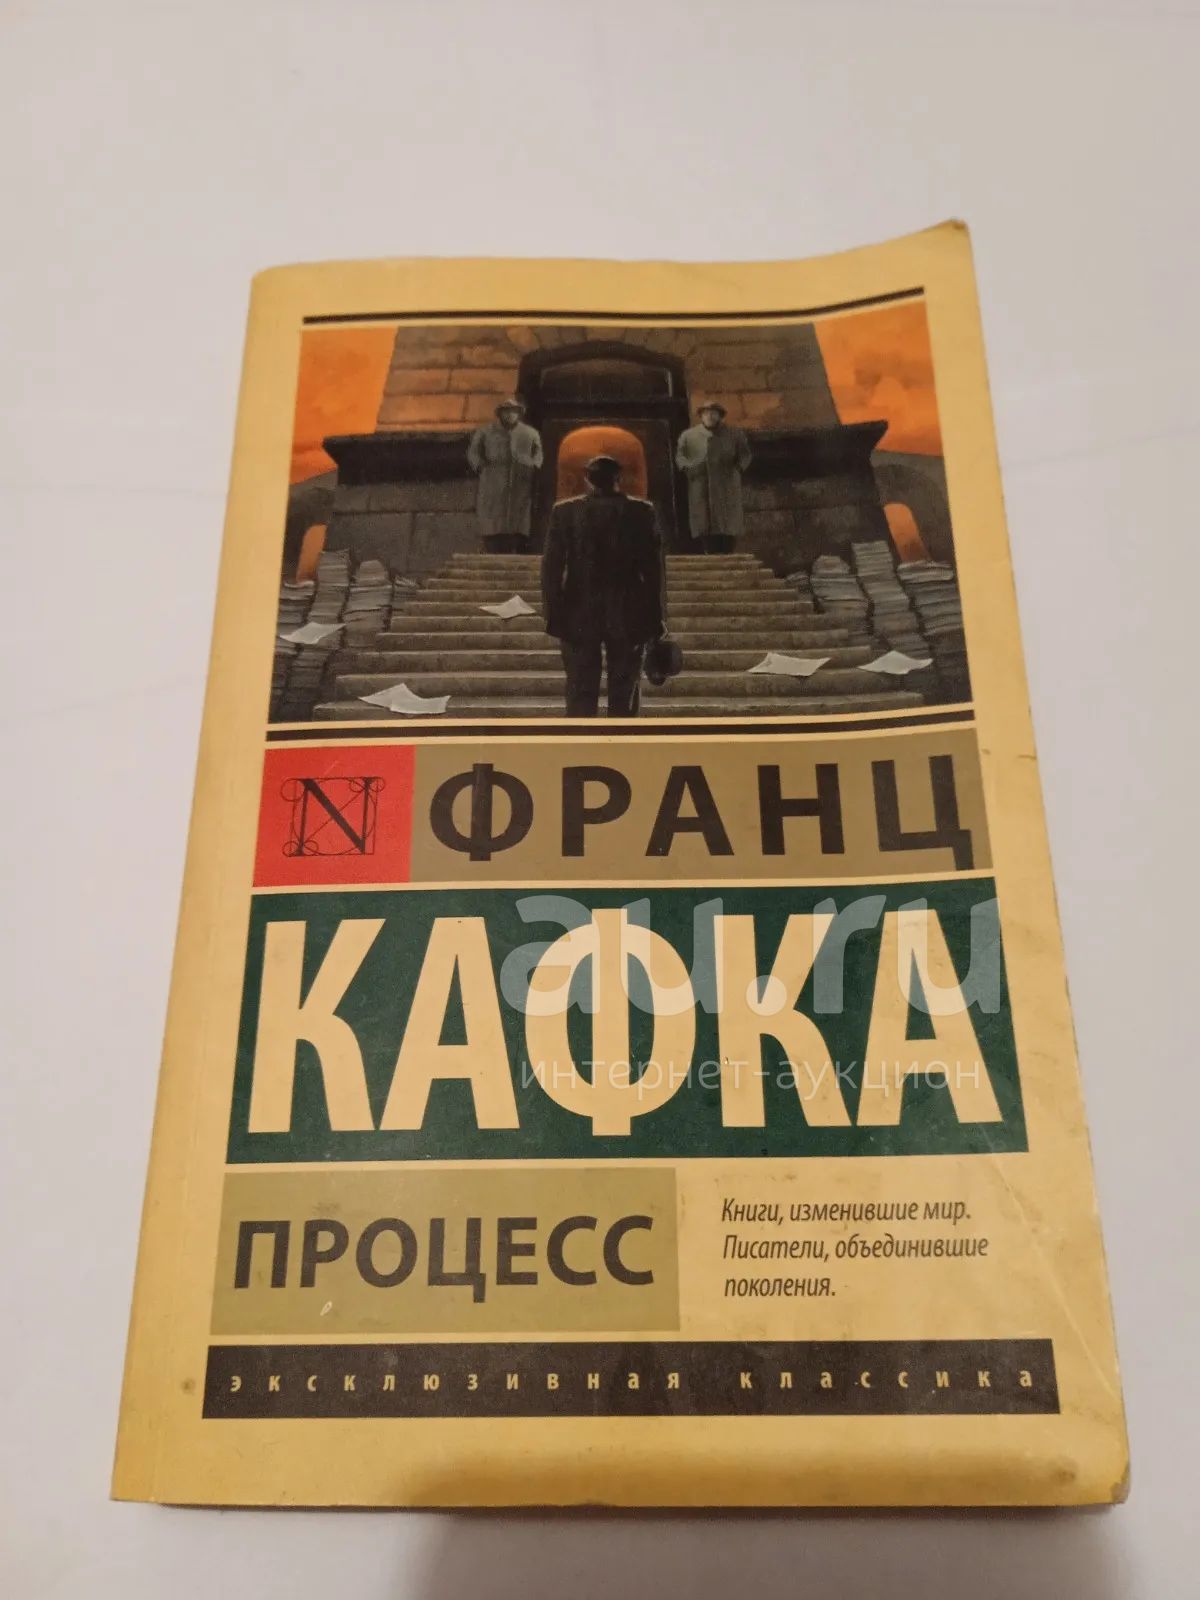 N ФРАНЦ
КАФКА
au.ru
интернет-аукцион
ПРОЦЕСС
Книги, изменившие мир.
Писатели, объединившие
поколения.
эксклюзивная классика